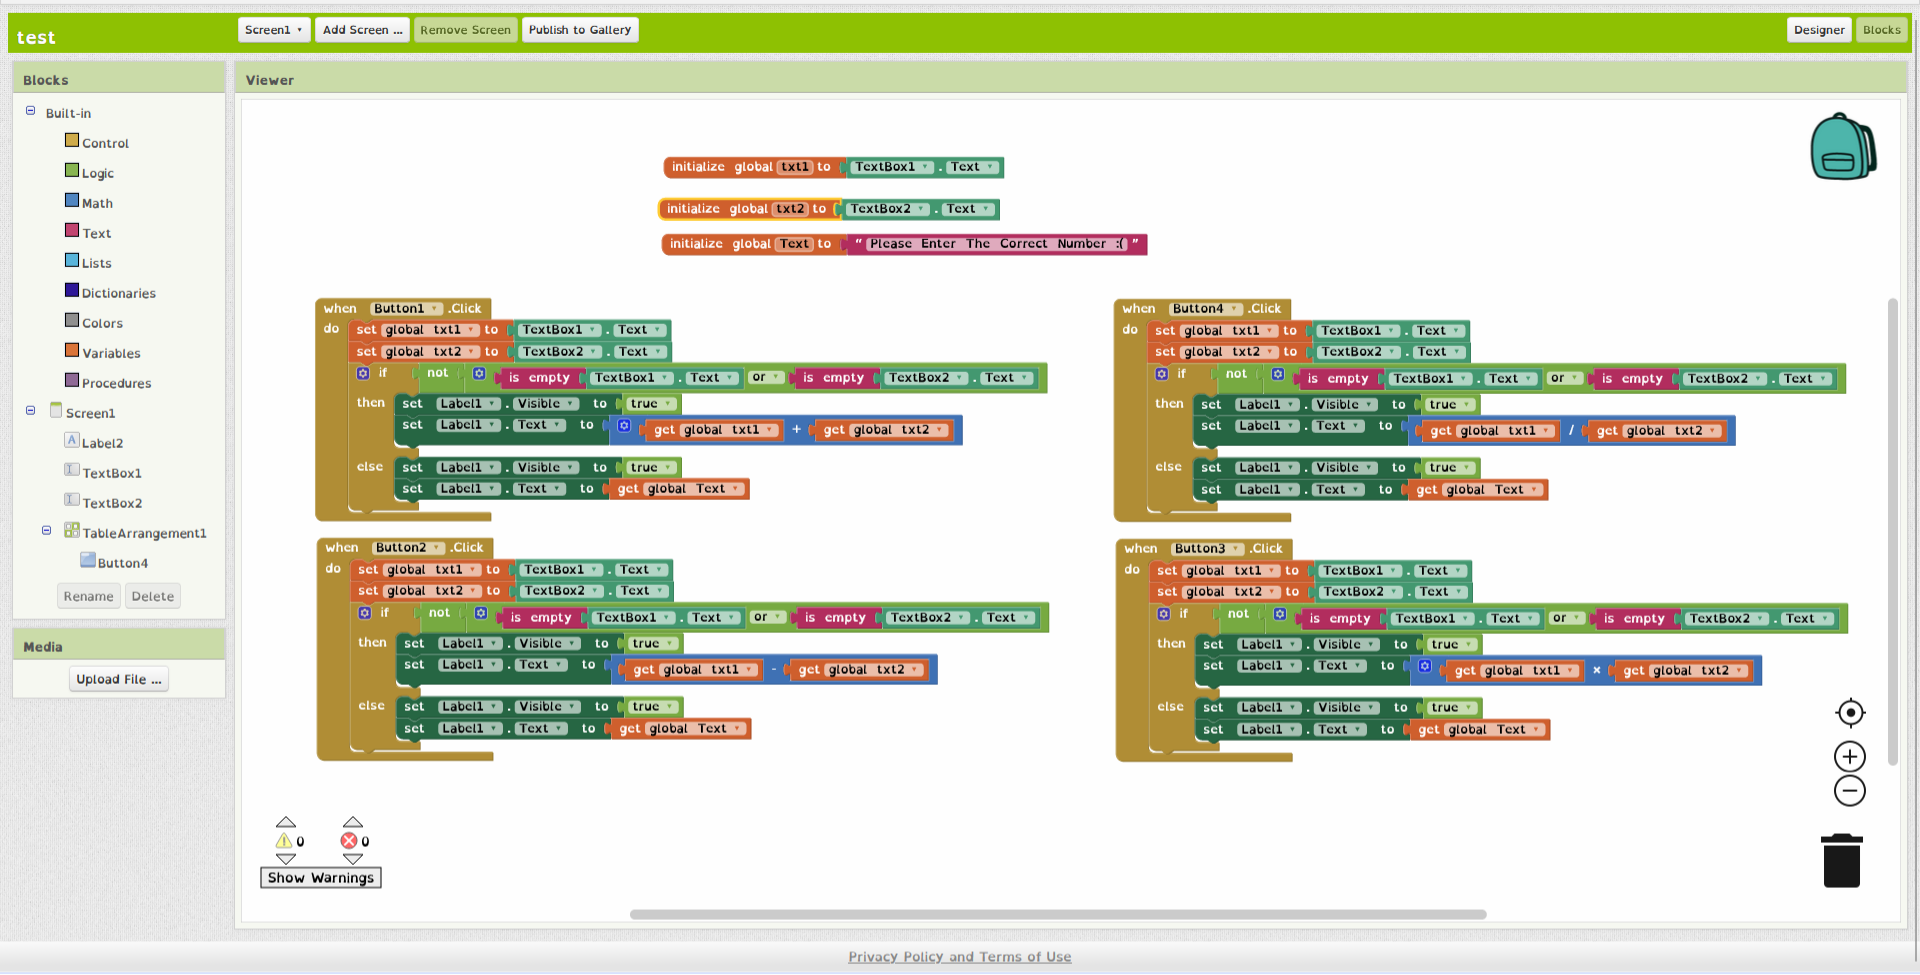 test
Screen1
Add Screen ...
Remove Screen
Publish to Gallery
Designer
Blocks
Blocks
Built-in
Control
Logic
Math
Text
Lists
Dictionaries
Colors
Variables
Procedures
Screen1
Label2
TextBox1
TextBox2
TableArrangement1
Button4
Rename
Delete
Media
Upload File ...
Viewer
initialize global txt1 to TextBox1 . Text
initialize global txt2 to TextBox2 . Text
initialize global Text to “ Please Enter The Correct Number :( ”
when Button1 .Click
do set global txt1 to TextBox1 . Text
set global txt2 to TextBox2 . Text
if not is empty TextBox1 . Text or is empty TextBox2 . Text
then set Label1 . Visible to true
set Label1 . Text to get global txt1 + get global txt2
else set Label1 . Visible to true
set Label1 . Text to get global Text
when Button4 .Click
do set global txt1 to TextBox1 . Text
set global txt2 to TextBox2 . Text
if not is empty TextBox1 . Text or is empty TextBox2 . Text
then set Label1 . Visible to true
set Label1 . Text to get global txt1 / get global txt2
else set Label1 . Visible to true
set Label1 . Text to get global Text
when Button2 .Click
do set global txt1 to TextBox1 . Text
set global txt2 to TextBox2 . Text
if not is empty TextBox1 . Text or is empty TextBox2 . Text
then set Label1 . Visible to true
set Label1 . Text to get global txt1 - get global txt2
else set Label1 . Visible to true
set Label1 . Text to get global Text
when Button3 .Click
do set global txt1 to TextBox1 . Text
set global txt2 to TextBox2 . Text
if not is empty TextBox1 . Text or is empty TextBox2 . Text
then set Label1 . Visible to true
set Label1 . Text to get global txt1 × get global txt2
else set Label1 . Visible to true
set Label1 . Text to get global Text
0 0
Show Warnings
Privacy Policy and Terms of Use